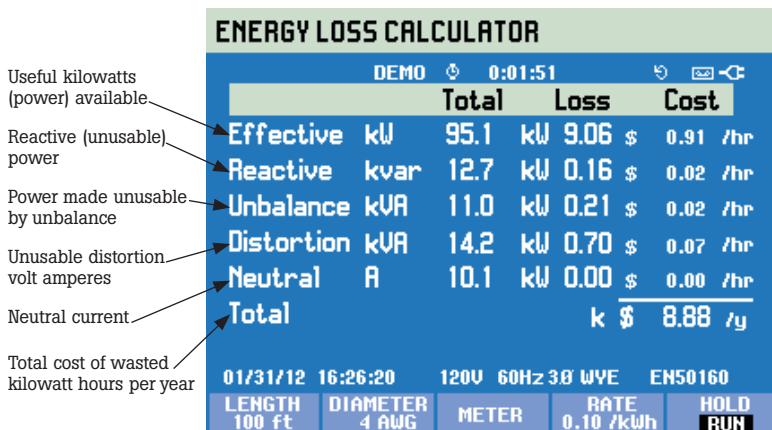 ENERGY LOSS CALCULATOR
DEMO 0:01:51
Total Loss Cost
Effective kW 95.1 kW 9.06 $ 0.91 /hr
Reactive kvar 12.7 kW 0.16 $ 0.02 /hr
Unbalance kVA 11.0 kW 0.21 $ 0.02 /hr
Distortion kVA 14.2 kW 0.70 $ 0.07 /hr
Neutral A 10.1 kW 0.00 $ 0.00 /hr
Total k $ 8.88 /y
01/31/12 16:26:20 120V 60Hz 3Ø WYE EN50160
LENGTH DIAMETER METER RATE HOLD
100 ft 4 AWG 0.10 /kWh RUN
Useful kilowatts
(power) available
Reactive (unusable)
power
Power made unusable
by unbalance
Unusable distortion
volt amperes
Neutral current
Total cost of wasted
kilowatt hours per year